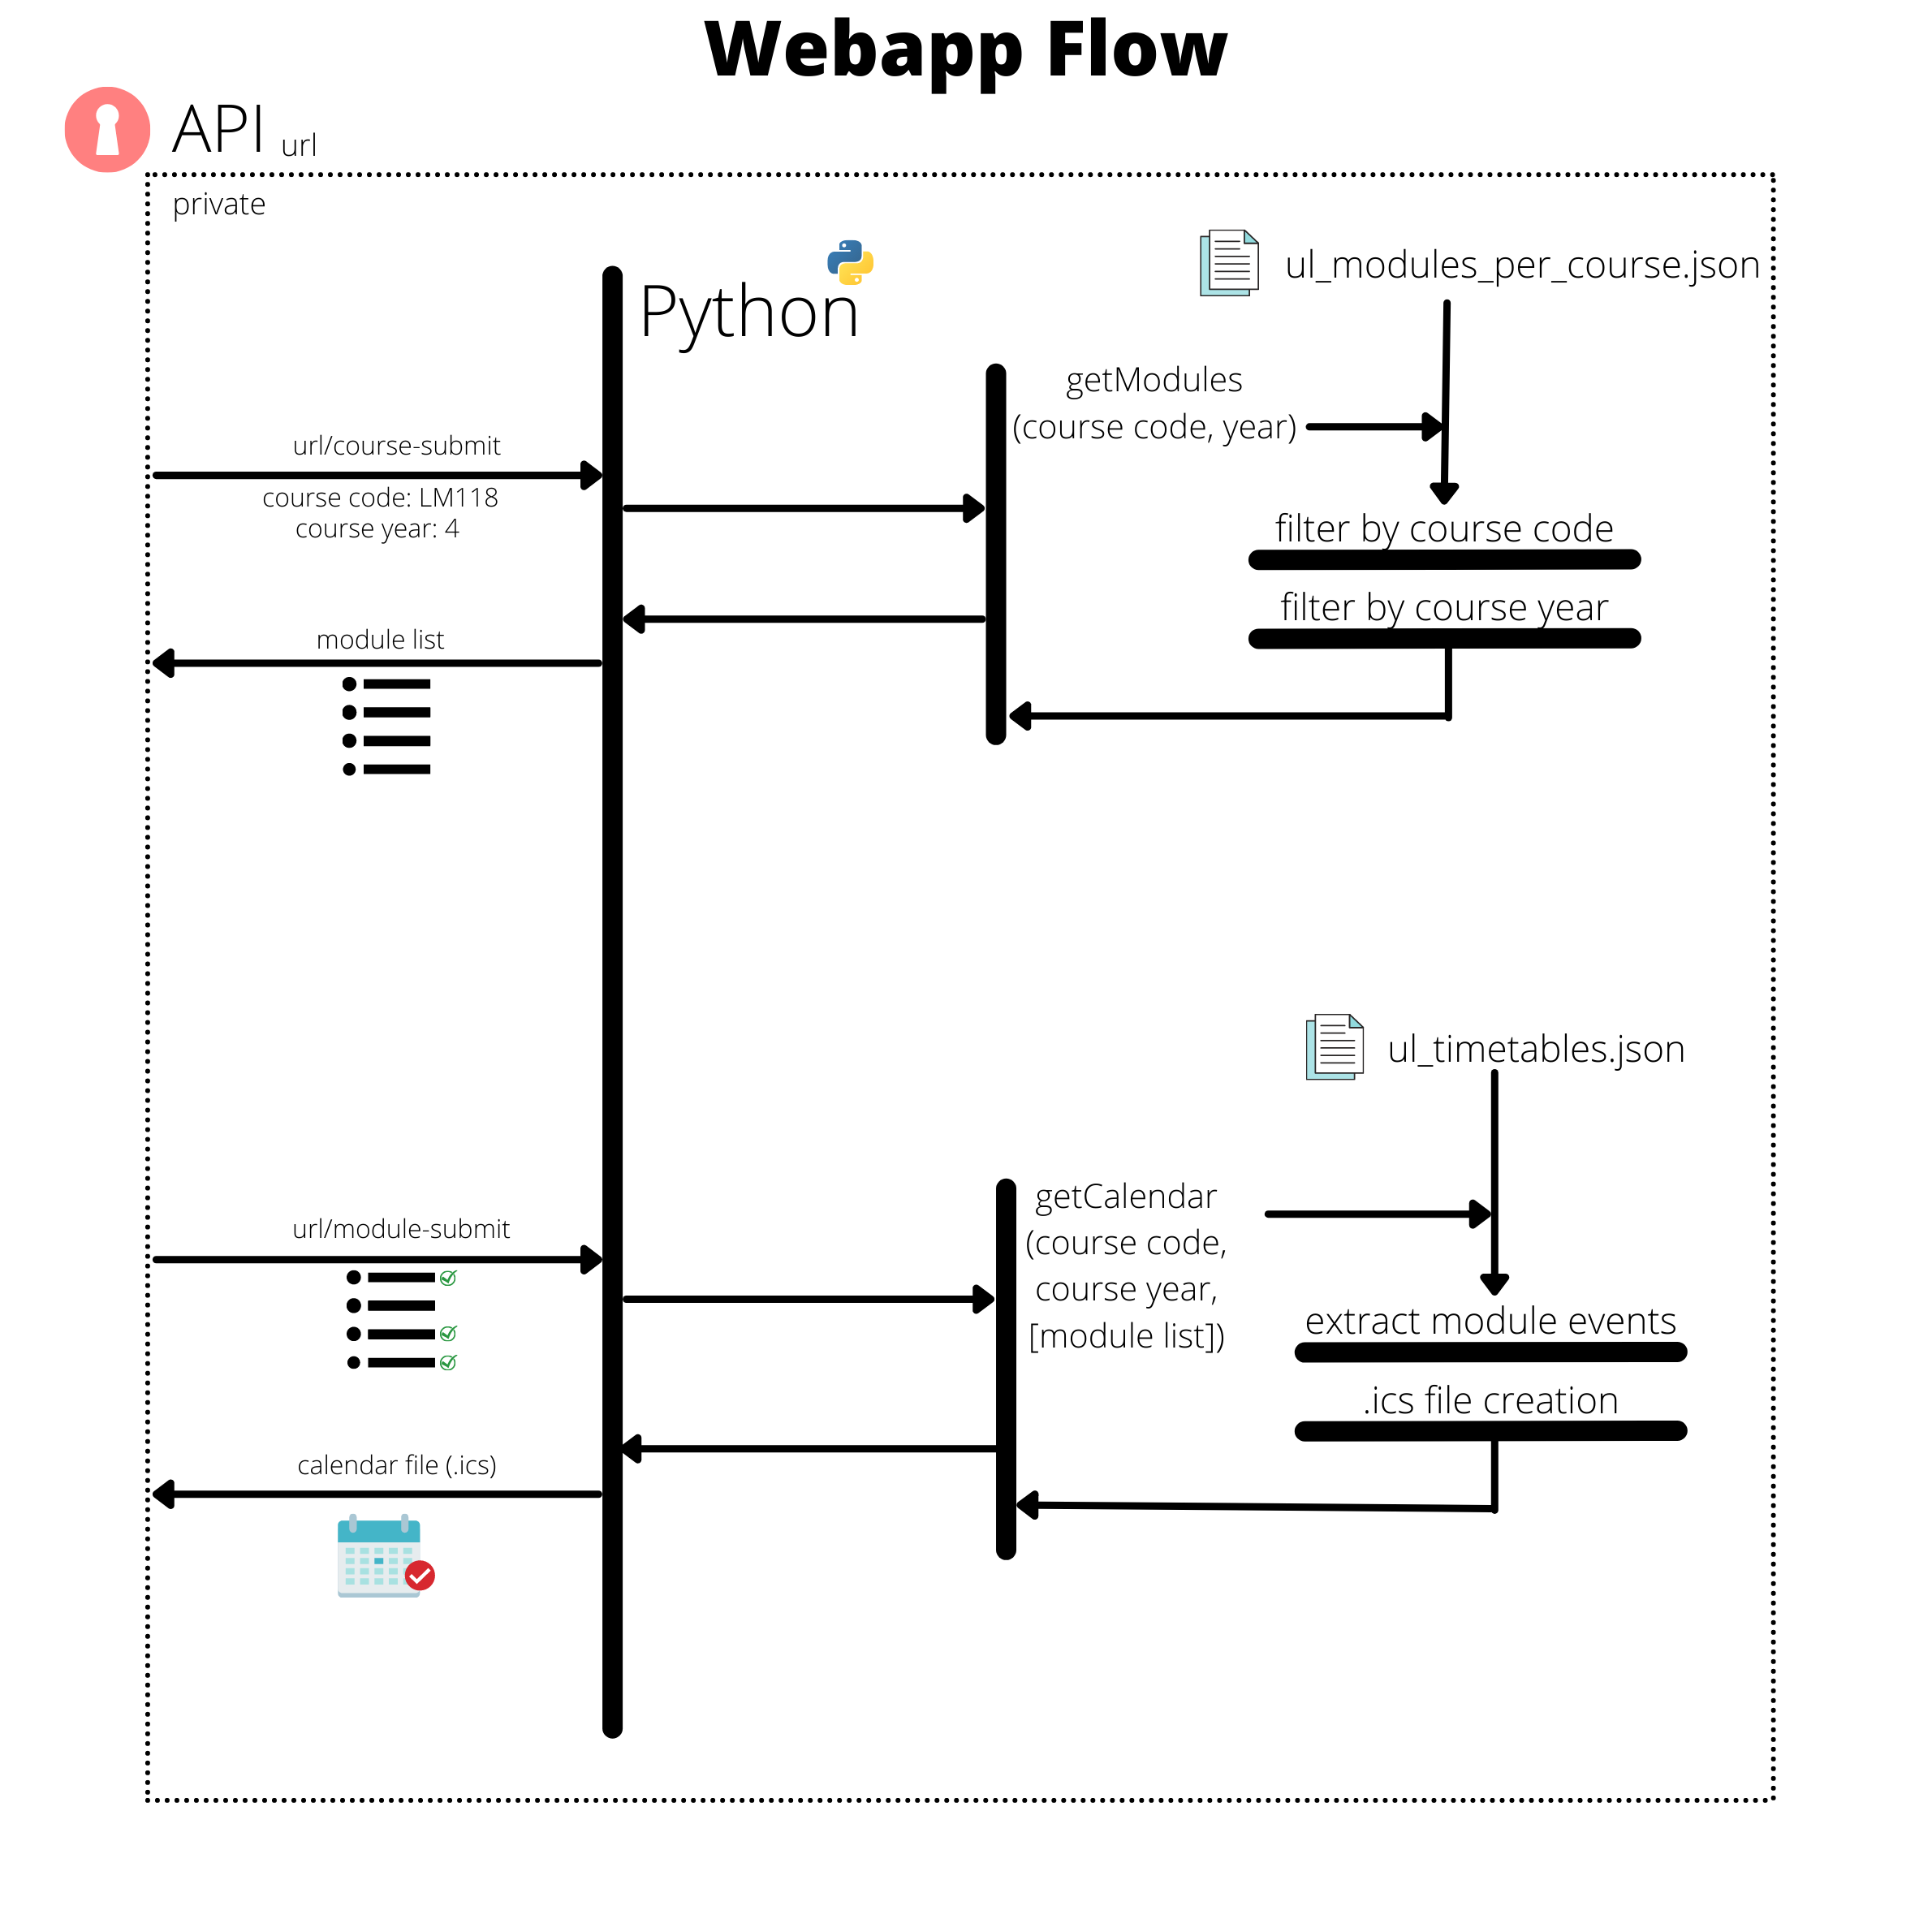 Webapp Flow
API url
private
Python
ul_modules_per_course.json
getModules
(course code, year)
url/course-submit
course code: LM118
course year: 4
filter by course code
filter by course year
module list
ul_timetables.json
url/module-submit
getCalendar
(course code,
course year,
[module list])
extract module events
.ics file creation
calendar file (.ics)